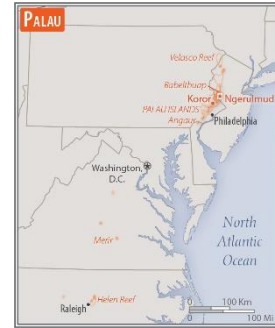 PALAU
Velasco Reef
Babelthuap
Koror
Ngerulmud
PALAU ISLANDS
Angaur
Philadelphia
Washington,
D.C.
North
Atlantic
Ocean
Merir
Helen Reef
Raleigh
0 100 Km
0 100 Mi